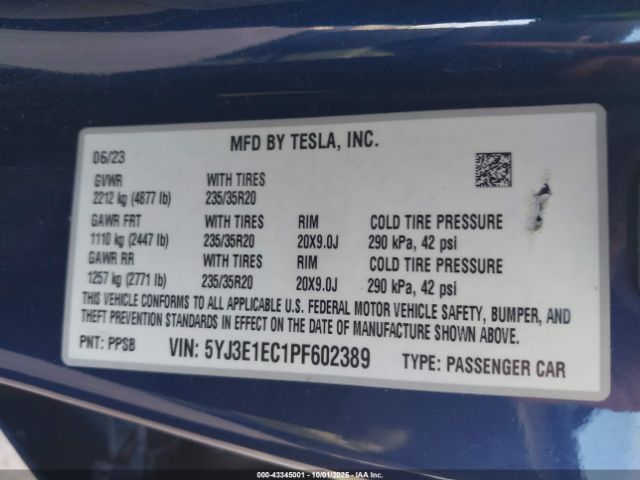 MFD BY TESLA, INC.
06/23
GVWR WITH TIRES
2212 kg (4877 lb) 235/35R20
GAWR FRT WITH TIRES RIM COLD TIRE PRESSURE
1110 kg (2447 lb) 235/35R20 20X9.0J 290 kPa, 42 psi
GAWR RR WITH TIRES RIM COLD TIRE PRESSURE
1257 kg (2771 lb) 235/35R20 20X9.0J 290 kPa, 42 psi
THIS VEHICLE CONFORMS TO ALL APPLICABLE U.S. FEDERAL MOTOR VEHICLE SAFETY, BUMPER, AND
THEFT PREVENTION STANDARDS IN EFFECT ON THE DATE OF MANUFACTURE SHOWN ABOVE.
PNT: PPSB VIN: 5YJ3E1EC1PF602389 TYPE: PASSENGER CAR
000-43345001 - 10/01/2025 - IAA Inc.